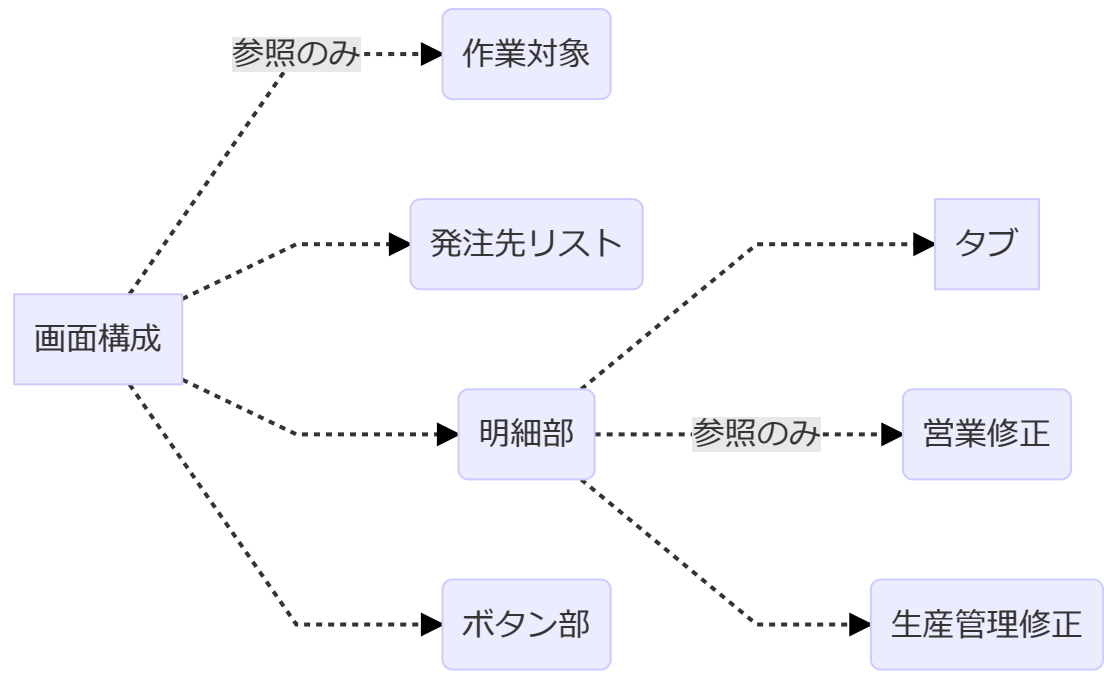 参照のみ
作業対象
発注先リスト
タブ
画面構成
明細部
参照のみ
営業修正
ボタン部
生産管理修正